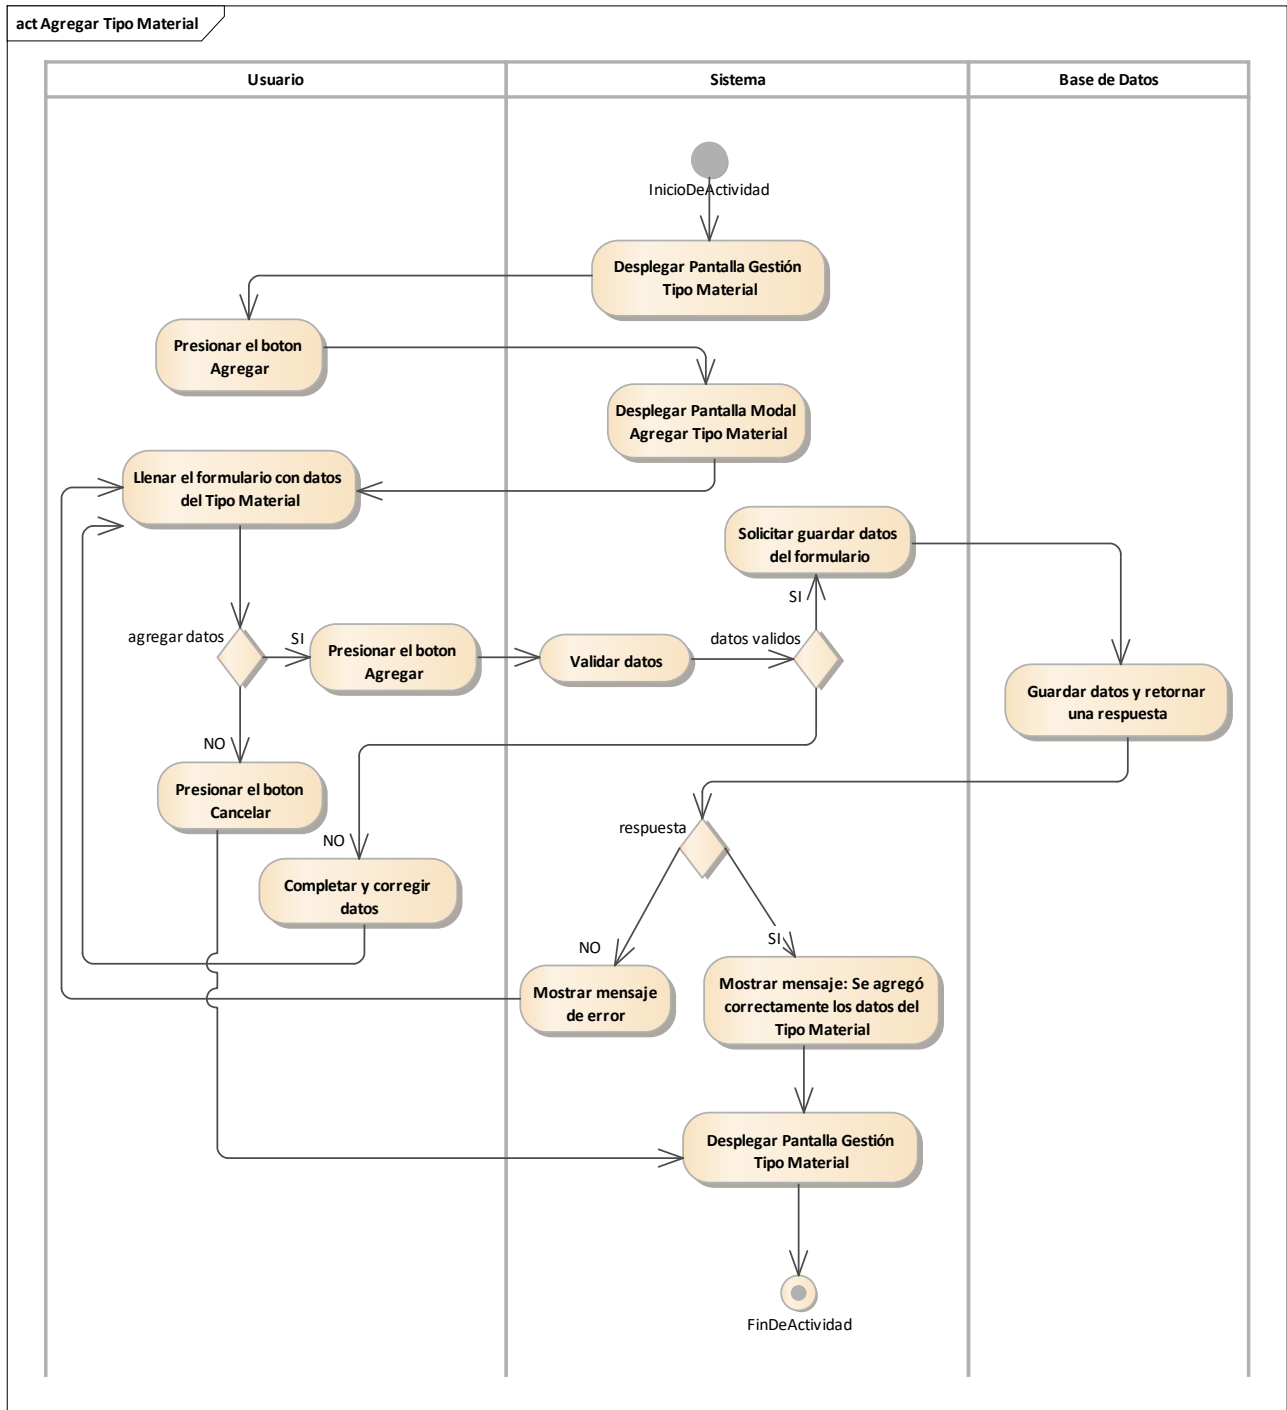 act Agregar Tipo Material
Usuario
Sistema
Base de Datos
InicioDeActividad
Desplegar Pantalla Gestión
Tipo Material
Presionar el boton
Agregar
Desplegar Pantalla Modal
Agregar Tipo Material
Llenar el formulario con datos
del Tipo Material
Solicitar guardar datos
del formulario
SI
agregar datos
SI
Presionar el boton
Agregar
Validar datos
datos validos
Guardar datos y retornar
una respuesta
NO
Presionar el boton
Cancelar
NO
respuesta
Completar y corregir
datos
NO
SI
Mostrar mensaje
de error
Mostrar mensaje: Se agregó
correctamente los datos del
Tipo Material
Desplegar Pantalla Gestión
Tipo Material
FinDeActividad